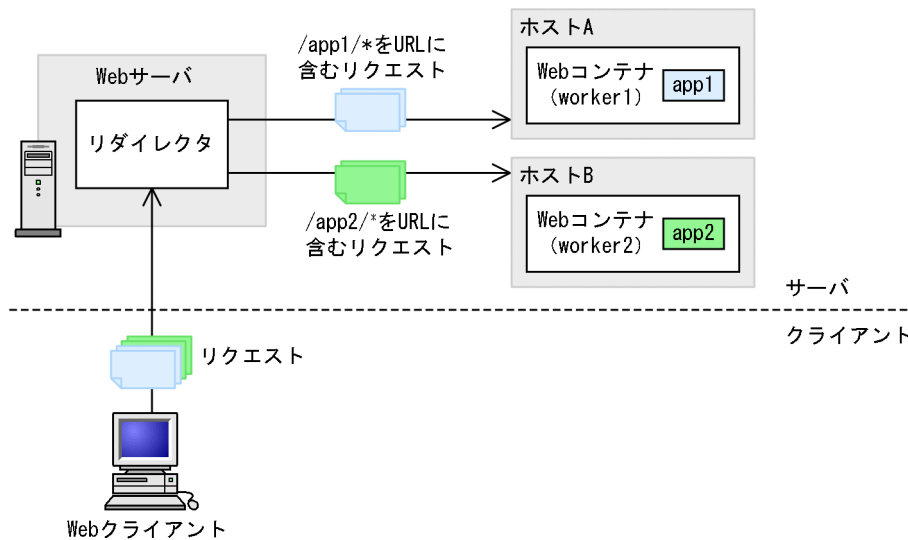 /app1/*をURLに
含むリクエスト
ホストA
Webコンテナ
(worker1)
app1
Webサーバ
リダイレクタ
ホストB
Webコンテナ
(worker2)
app2
/app2/*をURLに
含むリクエスト
サーバ
クライアント
リクエスト
Webクライアント